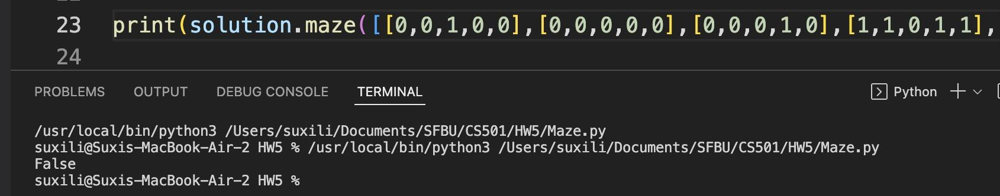 23 print(solution.maze([[0,0,1,0,0],[0,0,0,0,0],[0,0,0,1,0],[1,1,0,1,1],
24
PROBLEMS OUTPUT DEBUG CONSOLE TERMINAL Python
/usr/local/bin/python3 /Users/suxili/Documents/SFBU/CS501/HW5/Maze.py
suxili@Suxis-MacBook-Air-2 HW5 % /usr/local/bin/python3 /Users/suxili/Documents/SFBU/CS501/HW5/Maze.py
False
suxili@Suxis-MacBook-Air-2 HW5 %